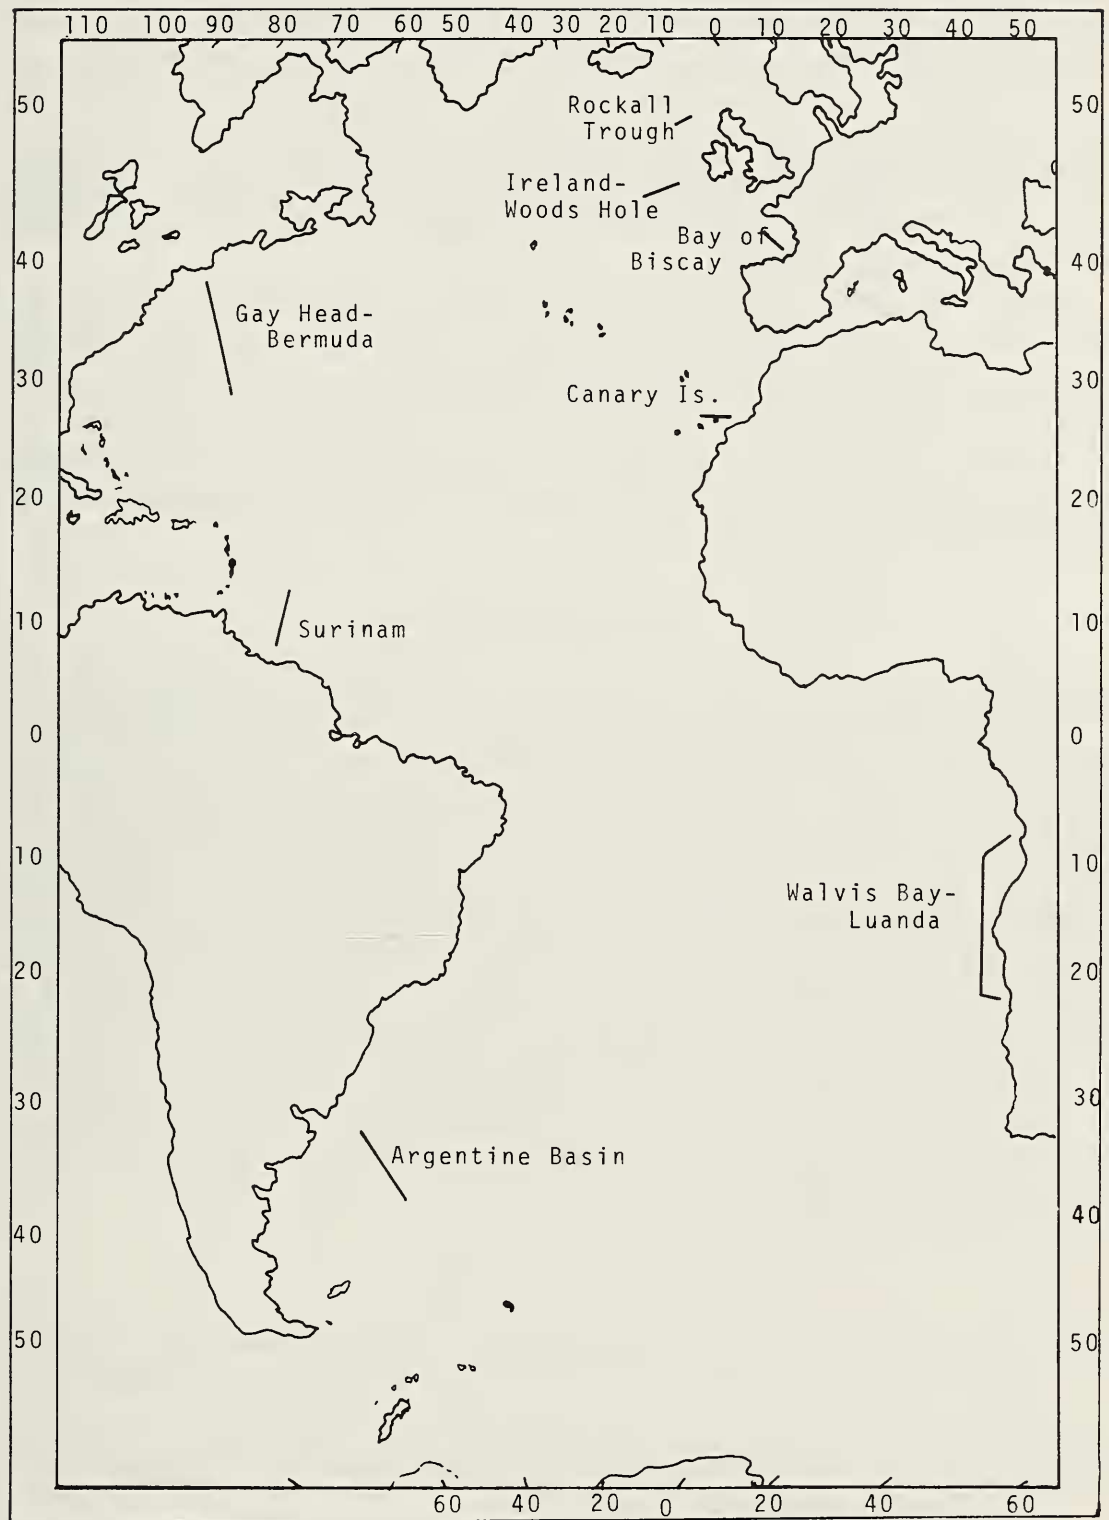 110 100 90 80 70 60 50 40 30 20 10 0 10 20 30 40 50
50 50
Rockall
Trough
Ireland-
Woods Hole
Bay of
Biscay
40 40
Gay Head-
Bermuda
30 30
Canary Is.
20 20
10 10
Surinam
0 0
10 10
Walvis Bay-
Luanda
20 20
30 30
Argentine Basin
40 40
50 50
60 40 20 0 20 40 60